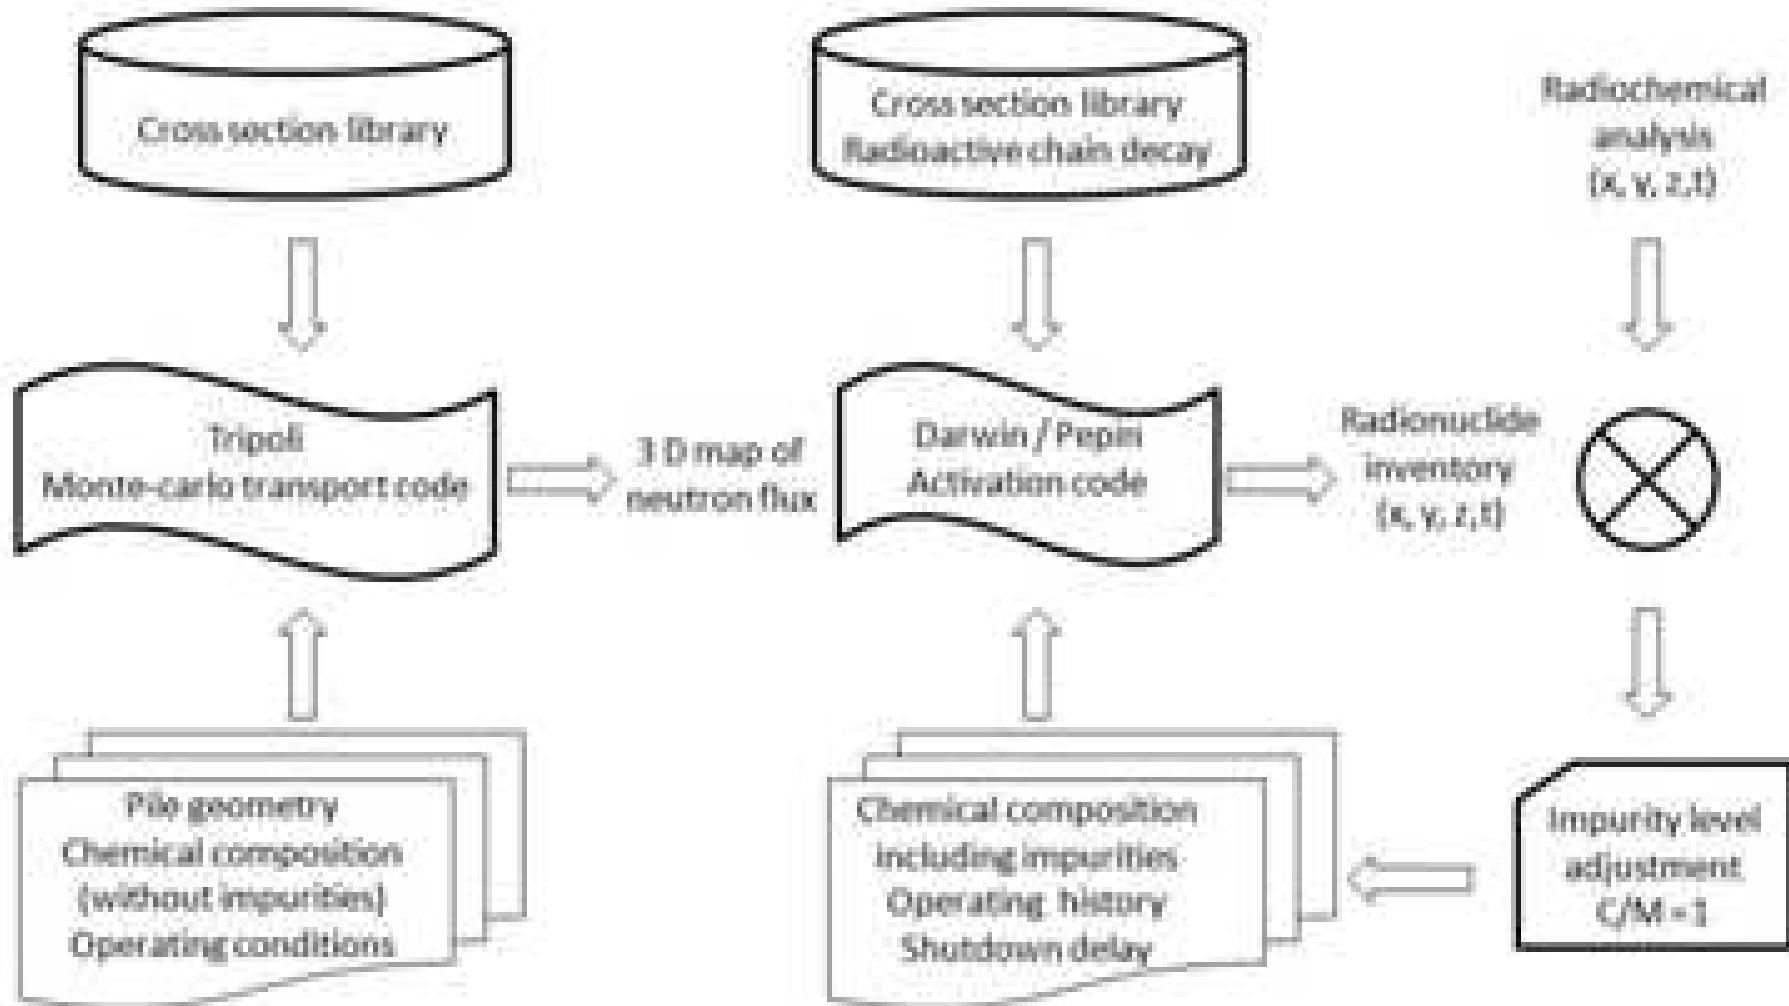 Cross section library
Cross section library
Radioactive chain decay
Radiochemical
analysis
(x, y, z,t)
Tripoli
Monte-carlo transport code
3 D map of
neutron flux
Darwin / Pepin
Activation code
Radionuclide
inventory
(x, y, z,t)
Pile geometry
Chemical composition
(without impurities)
Operating conditions
Chemical composition
including impurities
Operating history
Shutdown delay
Impurity level
adjustment
C/M =1